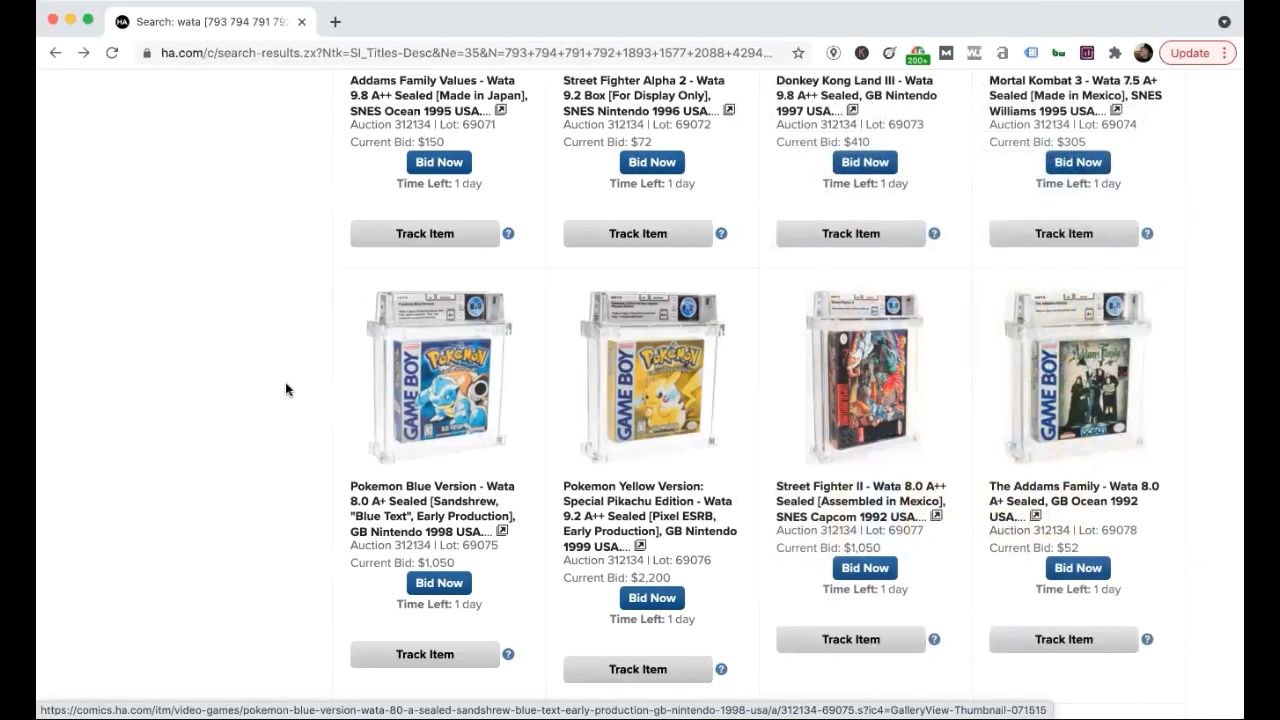 Search: wata [793 794 791 79
ha.com/c/search-results.zx?Ntk=SI_Titles-Desc&Ne=35&N=793+794+791+792+1893+1577+2088+4294...
200+
Update
Addams Family Values - Wata
9.8 A++ Sealed [Made in Japan],
SNES Ocean 1995 USA....
Auction 312134 | Lot: 69071
Current Bid: $150
Bid Now
Time Left: 1 day
Track Item
Street Fighter Alpha 2 - Wata
9.2 Box [For Display Only],
SNES Nintendo 1996 USA....
Auction 312134 | Lot: 69072
Current Bid: $72
Bid Now
Time Left: 1 day
Track Item
Donkey Kong Land III - Wata
9.8 A++ Sealed, GB Nintendo
1997 USA....
Auction 312134 | Lot: 69073
Current Bid: $410
Bid Now
Time Left: 1 day
Track Item
Mortal Kombat 3 - Wata 7.5 A+
Sealed [Made in Mexico], SNES
Williams 1995 USA....
Auction 312134 | Lot: 69074
Current Bid: $305
Bid Now
Time Left: 1 day
Track Item
GAME BOY
POKéMON
Pokemon Blue Version - Wata
8.0 A+ Sealed [Sandshrew,
"Blue Text", Early Production],
GB Nintendo 1998 USA....
Auction 312134 | Lot: 69075
Current Bid: $1,050
Bid Now
Time Left: 1 day
Track Item
GAME BOY
POKéMON
Pokemon Yellow Version:
Special Pikachu Edition - Wata
9.2 A++ Sealed [Pixel ESRB,
Early Production], GB Nintendo
1999 USA....
Auction 312134 | Lot: 69076
Current Bid: $2,200
Bid Now
Time Left: 1 day
Track Item
Street Fighter II - Wata 8.0 A++
Sealed [Assembled in Mexico],
SNES Capcom 1992 USA....
Auction 312134 | Lot: 69077
Current Bid: $1,050
Bid Now
Time Left: 1 day
Track Item
GAME BOY
Addams Family
The Addams Family - Wata 8.0
A+ Sealed, GB Ocean 1992
USA....
Auction 312134 | Lot: 69078
Current Bid: $52
Bid Now
Time Left: 1 day
Track Item
https://comics.ha.com/itm/video-games/pokemon-blue-version-wata-80-a-sealed-sandshrew-blue-text-early-production-gb-nintendo-1998-usa/a/312134-69075.s?ic4=GalleryView-Thumbnail-071515